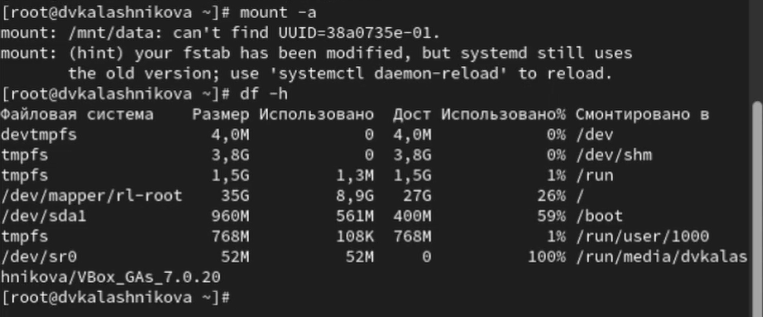 [root@dvkalashnikova ~]# mount -a
mount: /mnt/data: can't find UUID=38a0735e-01.
mount: (hint) your fstab has been modified, but systemd still uses
       the old version; use 'systemctl daemon-reload' to reload.
[root@dvkalashnikova ~]# df -h
Файловая система    Размер Использовано  Дост Использовано% Смонтировано в
devtmpfs              4,0M            0  4,0M            0% /dev
tmpfs                 3,8G            0  3,8G            0% /dev/shm
tmpfs                 1,5G         1,3M  1,5G            1% /run
/dev/mapper/rl-root    35G         8,9G   27G           26% /
/dev/sda1             960M         561M  400M           59% /boot
tmpfs                 768M         108K  768M            1% /run/user/1000
/dev/sr0               52M          52M     0          100% /run/media/dvkalas
hnikova/VBox_GAs_7.0.20
[root@dvkalashnikova ~]#